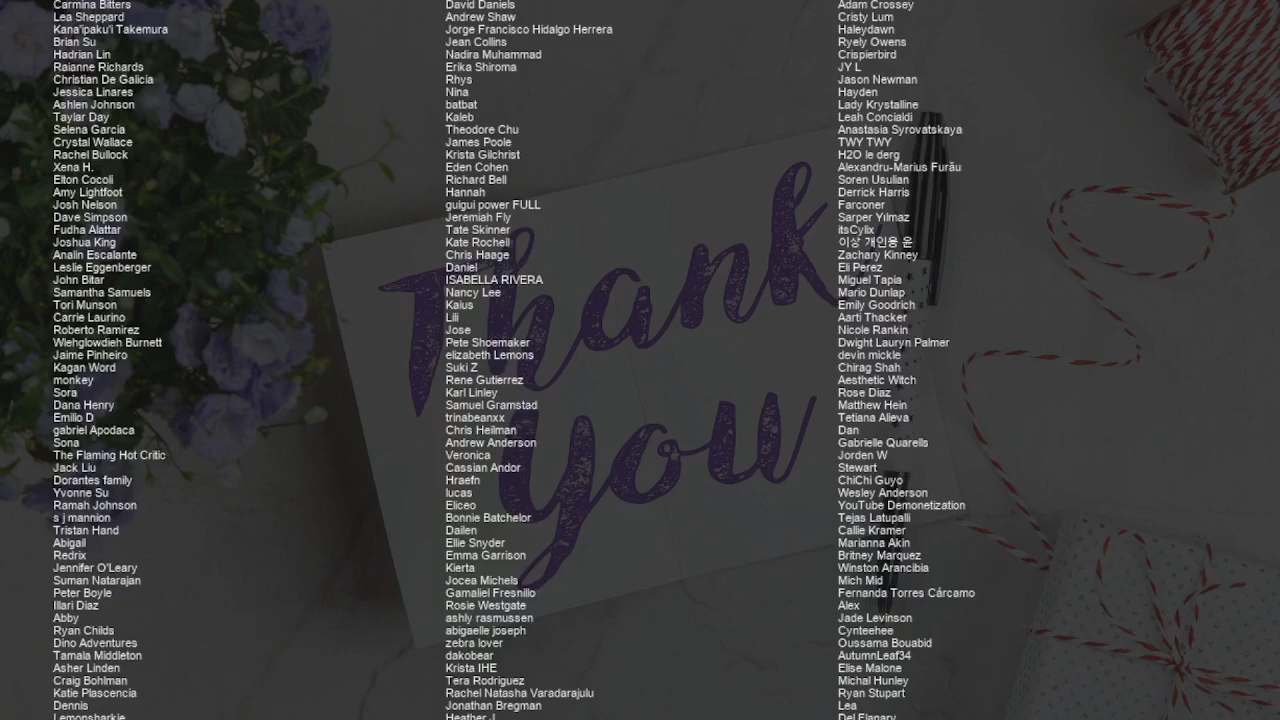 Carmina Bitters
Lea Sheppard
Kana'ipaku'l Takemura
Brian Su
Hadrian Lin
Raianne Richards
Christian De Galicia
Jessica Linares
Ashlen Johnson
Taylar Day
Selena Garcia
Crystal Wallace
Rachel Bullock
Xena H.
Elton Cocoli
Amy Lightfoot
Josh Nelson
Dave Simpson
Fudha Alattar
Joshua King
Analin Escalante
Leslie Eggenberger
John Bitar
Samantha Samuels
Tori Munson
Carrie Laurino
Roberto Ramirez
Wiehglowdieh Burnett
Jaime Pinheiro
Kagan Word
monkey
Sora
Dana Henry
Emilio D
gabriel Apodaca
Sona
The Flaming Hot Critic
Jack Liu
Dorantes family
Yvonne Su
Ramah Johnson
s j mannion
Tristan Hand
Abigail
Redrix
Jennifer O'Leary
Suman Natarajan
Peter Boyle
Illari Diaz
Abby
Ryan Childs
Dino Adventures
Tamala Middleton
Asher Linden
Craig Bohlman
Katie Plascencia
Dennis
Lemonsharkie
David Daniels
Andrew Shaw
Jorge Francisco Hidalgo Herrera
Jean Collins
Nadira Muhammad
Erika Shiroma
Rhys
Nina
batbat
Kaleb
Theodore Chu
James Poole
Krista Gilchrist
Eden Cohen
Richard Bell
Hannah
guigui power FULL
Jeremiah Fly
Tate Skinner
Kate Rochell
Chris Haage
Daniel
ISABELLA RIVERA
Nancy Lee
Kaius
Lili
Jose
Pete Shoemaker
elizabeth Lemons
Suki Z
Rene Gutierrez
Karl Linley
Samuel Gramstad
trinabeanxx
Chris Heilman
Andrew Anderson
Veronica
Cassian Andor
Hraefn
lucas
Eliceo
Bonnie Batchelor
Dailen
Ellie Snyder
Emma Garrison
Kierta
Jocea Michels
Gamaliel Fresnillo
Rosie Westgate
ashly rasmussen
abigaelle joseph
zebra lover
dakobear
Krista IHE
Tera Rodriguez
Rachel Natasha Varadarajulu
Jonathan Bregman
Heather J
Adam Crossey
Cristy Lum
Haleydawn
Ryely Owens
Crispierbird
JY L
Jason Newman
Hayden
Lady Krystalline
Leah Concialdi
Anastasia Syrovatskaya
TWY TWY
H2O le derg
Alexandru-Marius Furău
Soren Usulian
Derrick Harris
Farconer
Sarper Yılmaz
itsCylix
이상 개인용 윤
Zachary Kinney
Eli Perez
Miguel Tapia
Mario Dunlap
Emily Goodrich
Aarti Thacker
Nicole Rankin
Dwight Lauryn Palmer
devin mickle
Chirag Shah
Aesthetic Witch
Rose Diaz
Matthew Hein
Tetiana Alieva
Dan
Gabrielle Quarells
Jorden W
Stewart
ChiChi Guyo
Wesley Anderson
YouTube Demonetization
Tejas Latupalli
Callie Kramer
Marianna Akin
Britney Marquez
Winston Arancibia
Mich Mid
Fernanda Torres Cárcamo
Alex
Jade Levinson
Cynteehee
Oussama Bouabid
AutumnLeaf34
Elise Malone
Michal Hunley
Ryan Stupart
Lea
Del Flanary
Thank
You